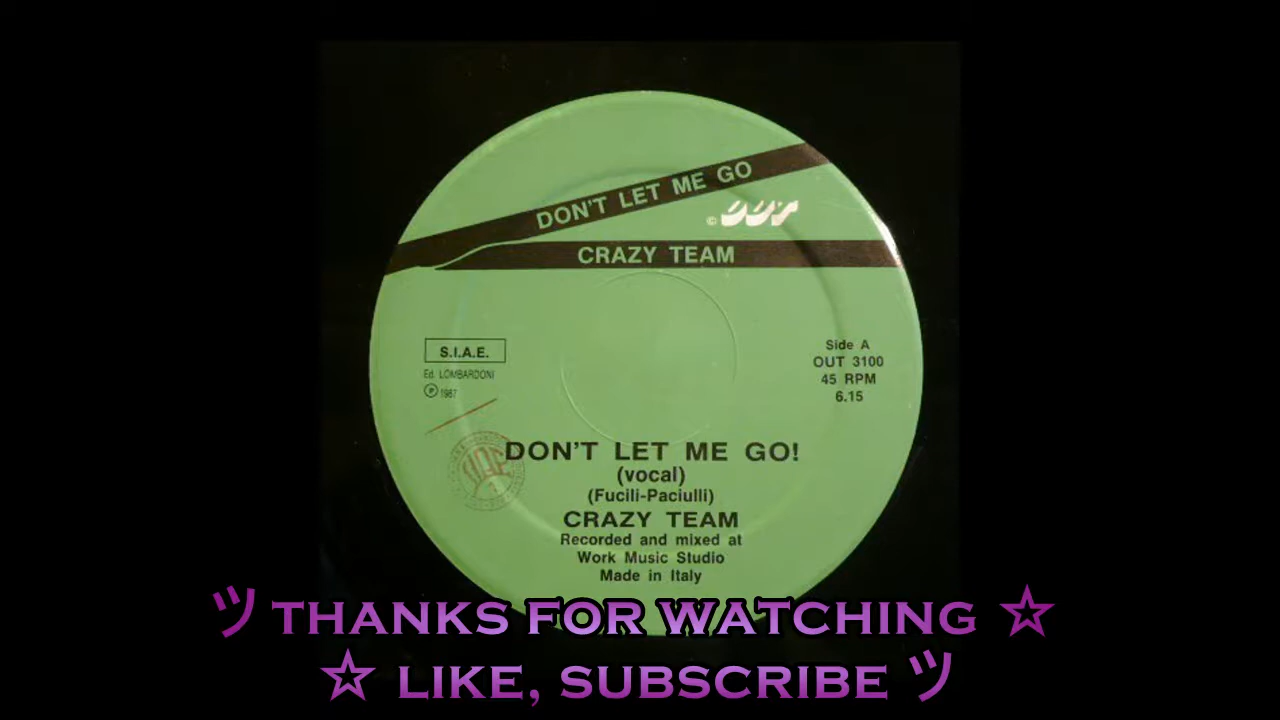 DON'T LET ME GO
© OUT
CRAZY TEAM
S.I.A.E.
Ed. LOMBARDONI
℗ 1987
Side A
OUT 3100
45 RPM
6.15
SIAE
DON'T LET ME GO!
(vocal)
(Fucili-Paciulli)
CRAZY TEAM
Recorded and mixed at
Work Music Studio
Made in Italy
ツ THANKS FOR WATCHING ☆
☆ LIKE, SUBSCRIBE ツ